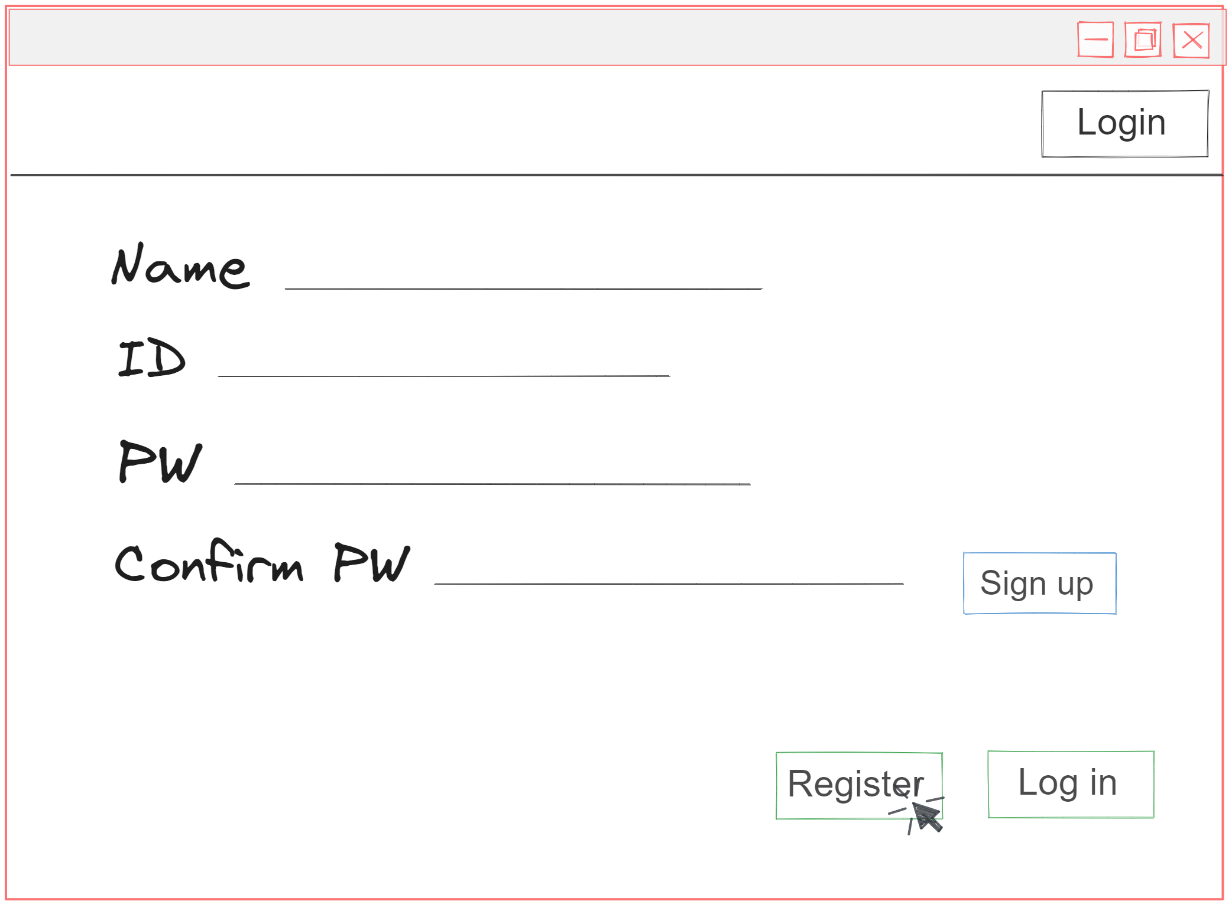 Login
Name
ID
PW
Confirm PW
Sign up
Register Log in